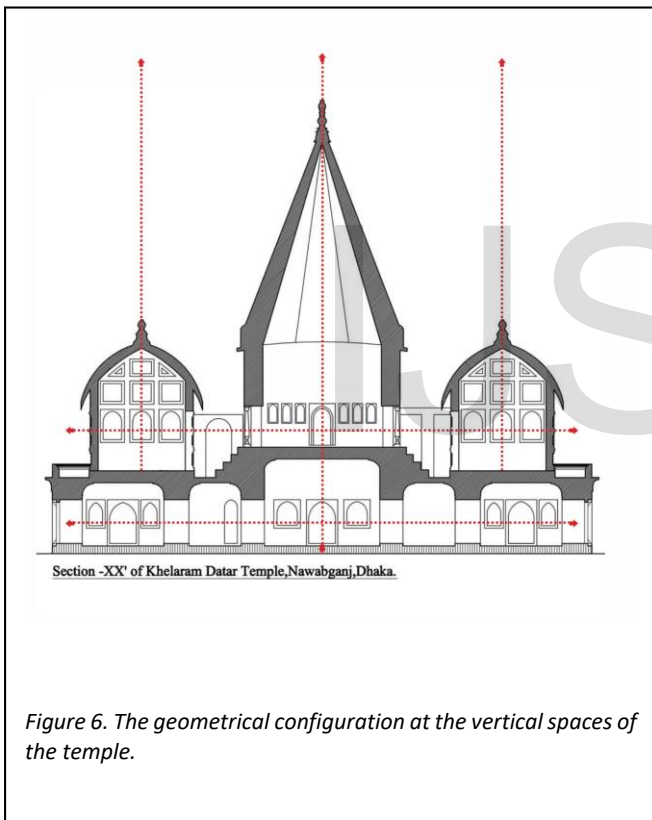 IJS
Section -XX' of Khelaram Datar Temple,Nawabganj,Dhaka.
Figure 6. The geometrical configuration at the vertical spaces of
the temple.